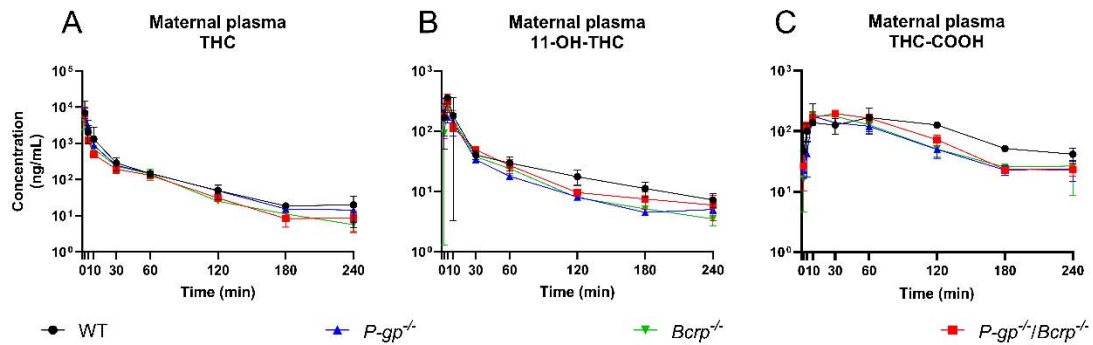 A
Maternal plasma
THC
Concentration
(ng/mL)
10⁵
10⁴
10³
10²
10¹
10⁰
0 10 30 60 120 180 240
Time (min)
B
Maternal plasma
11-OH-THC
10³
10²
10¹
10⁰
0 10 30 60 120 180 240
Time (min)
C
Maternal plasma
THC-COOH
10³
10²
10¹
10⁰
0 10 30 60 120 180 240
Time (min)
WT P-gp⁻/⁻ Bcrp⁻/⁻ P-gp⁻/⁻/Bcrp⁻/⁻